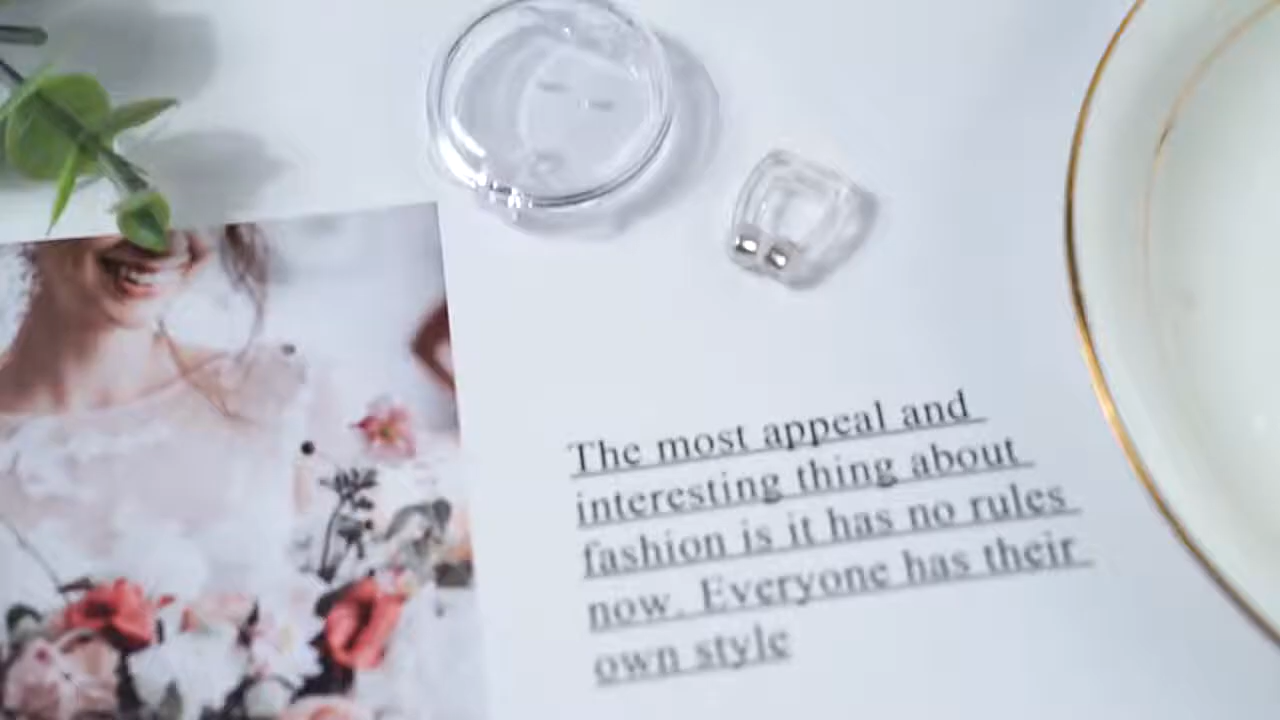 The most appeal and
interesting thing about
fashion is it has no rules
now. Everyone has their
own style